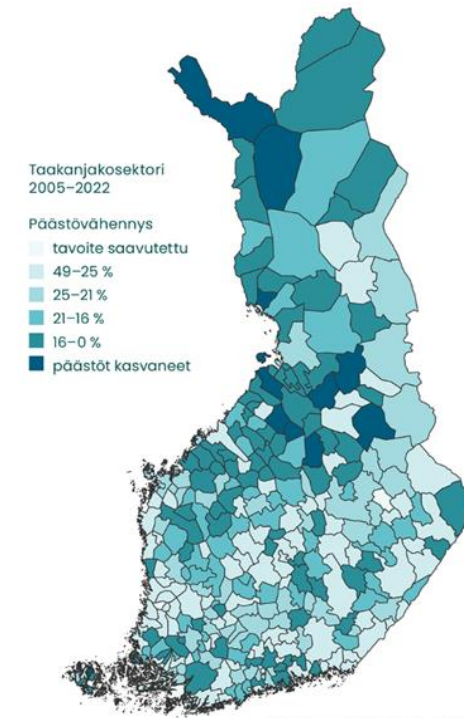 Taakanjakosektori
2005–2022
Päästövähennys
tavoite saavutettu
49–25 %
25–21 %
21–16 %
16–0 %
päästöt kasvaneet